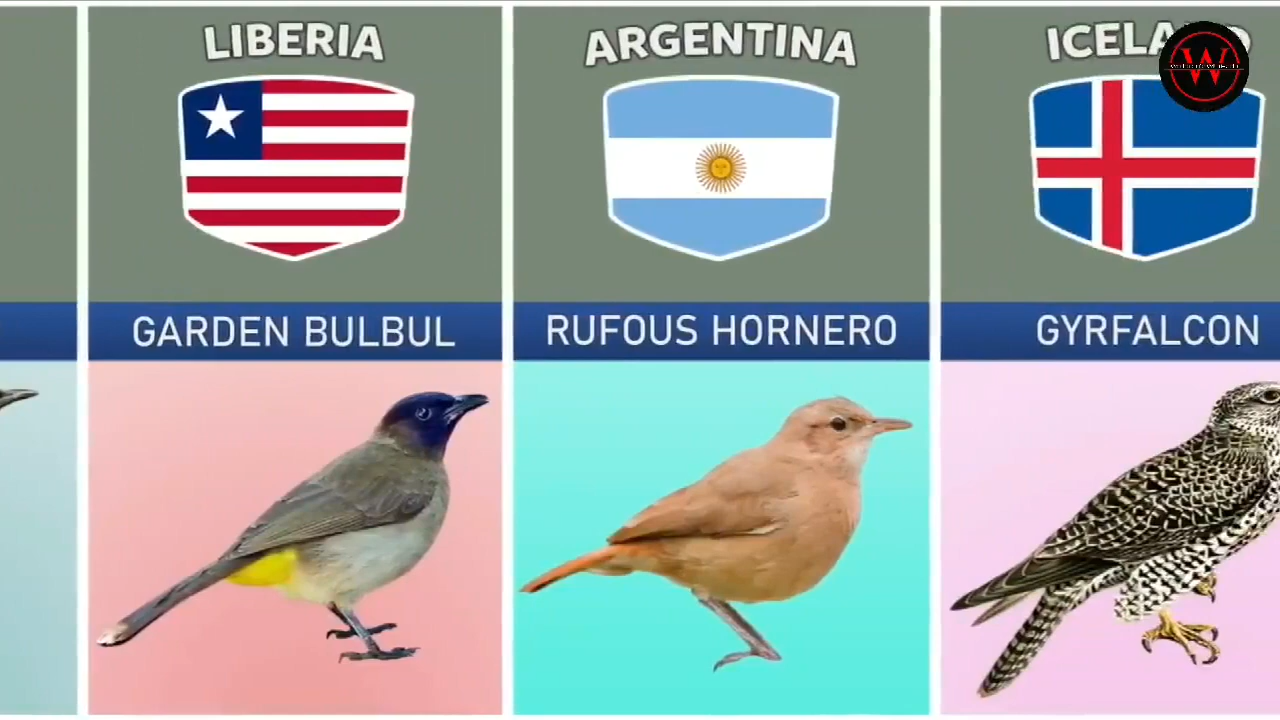 LIBERIA
ARGENTINA
GARDEN BULBUL
RUFOUS HORNERO
GYRFALCON
W